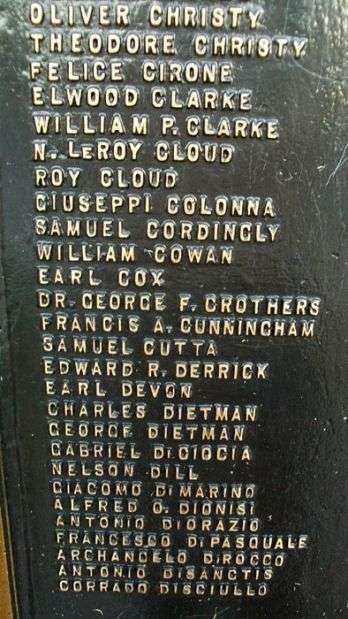 OLIVER CHRISTY
THEODORE CHRISTY
FELICE CIRONE
ELWOOD CLARKE
WILLIAM P. CLARKE
N. LEROY CLOUD
ROY CLOUD
GIUSEPPI COLONNA
SAMUEL CORDINGLY
WILLIAM COWAN
EARL COX
DR. GEORGE F. CROTHERS
FRANCIS A. CUNNINGHAM
SAMUEL CUTTA
EDWARD R. DERRICK
EARL DEVON
CHARLES DIETMAN
GEORGE DIETMAN
GABRIEL DICIOCIA
NELSON DILL
GIACOMO DIMARINO
ALFRED O. DIONISI
ANTONIO DIORAZIO
FRANCESCO DIPASQUALE
ARCHANGELO DIROCCO
ANTONIO DISANCTIS
CORRADO DISCIULLO